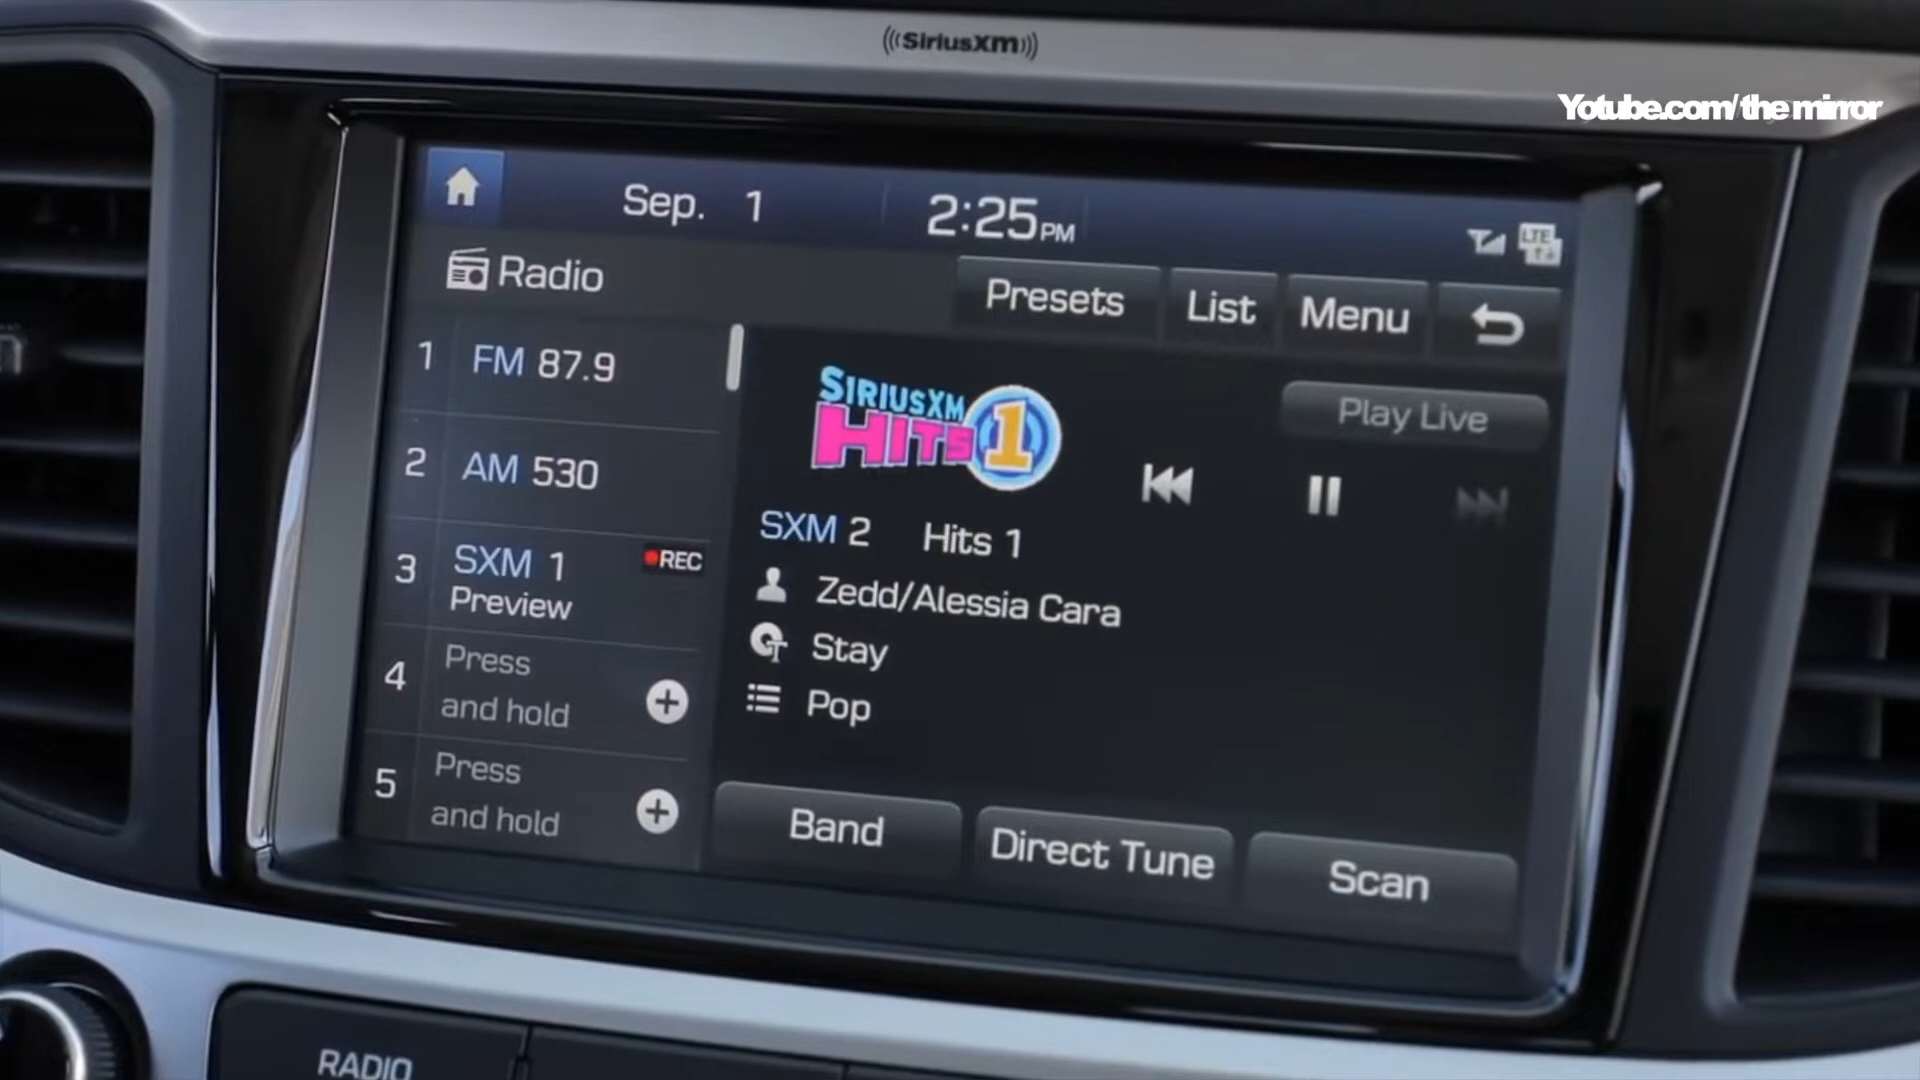 ((SiriusXM))
Yotube.com/the mirror
Sep. 1 2:25PM LTE
Radio Presets List Menu
1 FM 87.9
2 AM 530
3 SXM 1 REC
Preview
4 Press
and hold
5 Press
and hold
SIRIUSXM
HITS 1
Play Live
SXM 2 Hits 1
Zedd/Alessia Cara
Stay
Pop
Band Direct Tune Scan
RADIO